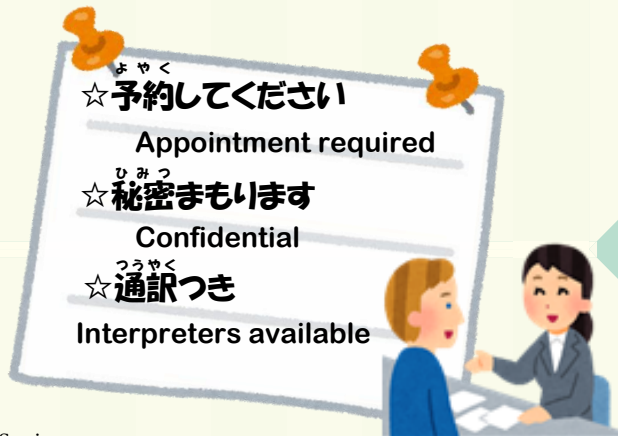 よやく
☆予約してください
Appointment required
ひみつ
☆秘密まもります
Confidential
つうやく
☆通訳つき
Interpreters available